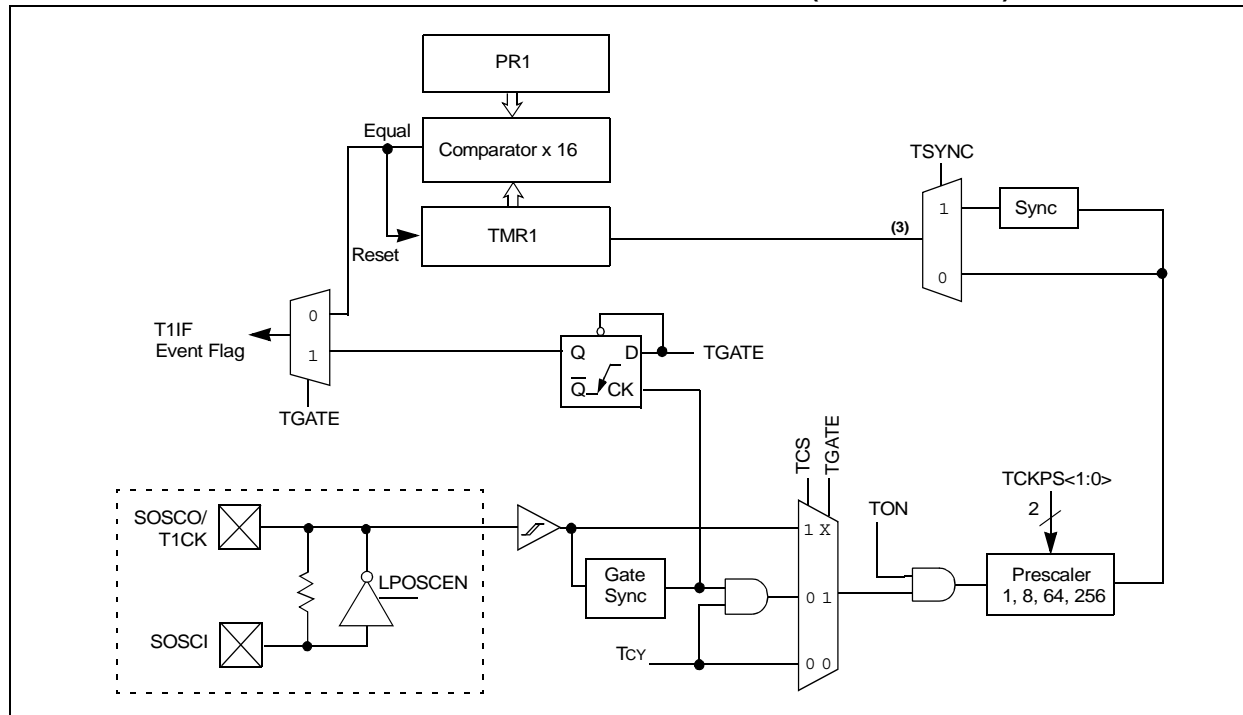 PR1
Equal
Comparator x 16
TSYNC
1
Sync
(3)
TMR1
Reset
0
0
T1IF
Event Flag
1
Q
D
TGATE
Q̅
CK
TGATE
TCS
TGATE
TCKPS<1:0>
2
SOSCO/
T1CK
TON
1 X
LPOSCEN
Gate
Sync
Prescaler
1, 8, 64, 256
0 1
SOSCI
TCY
0 0